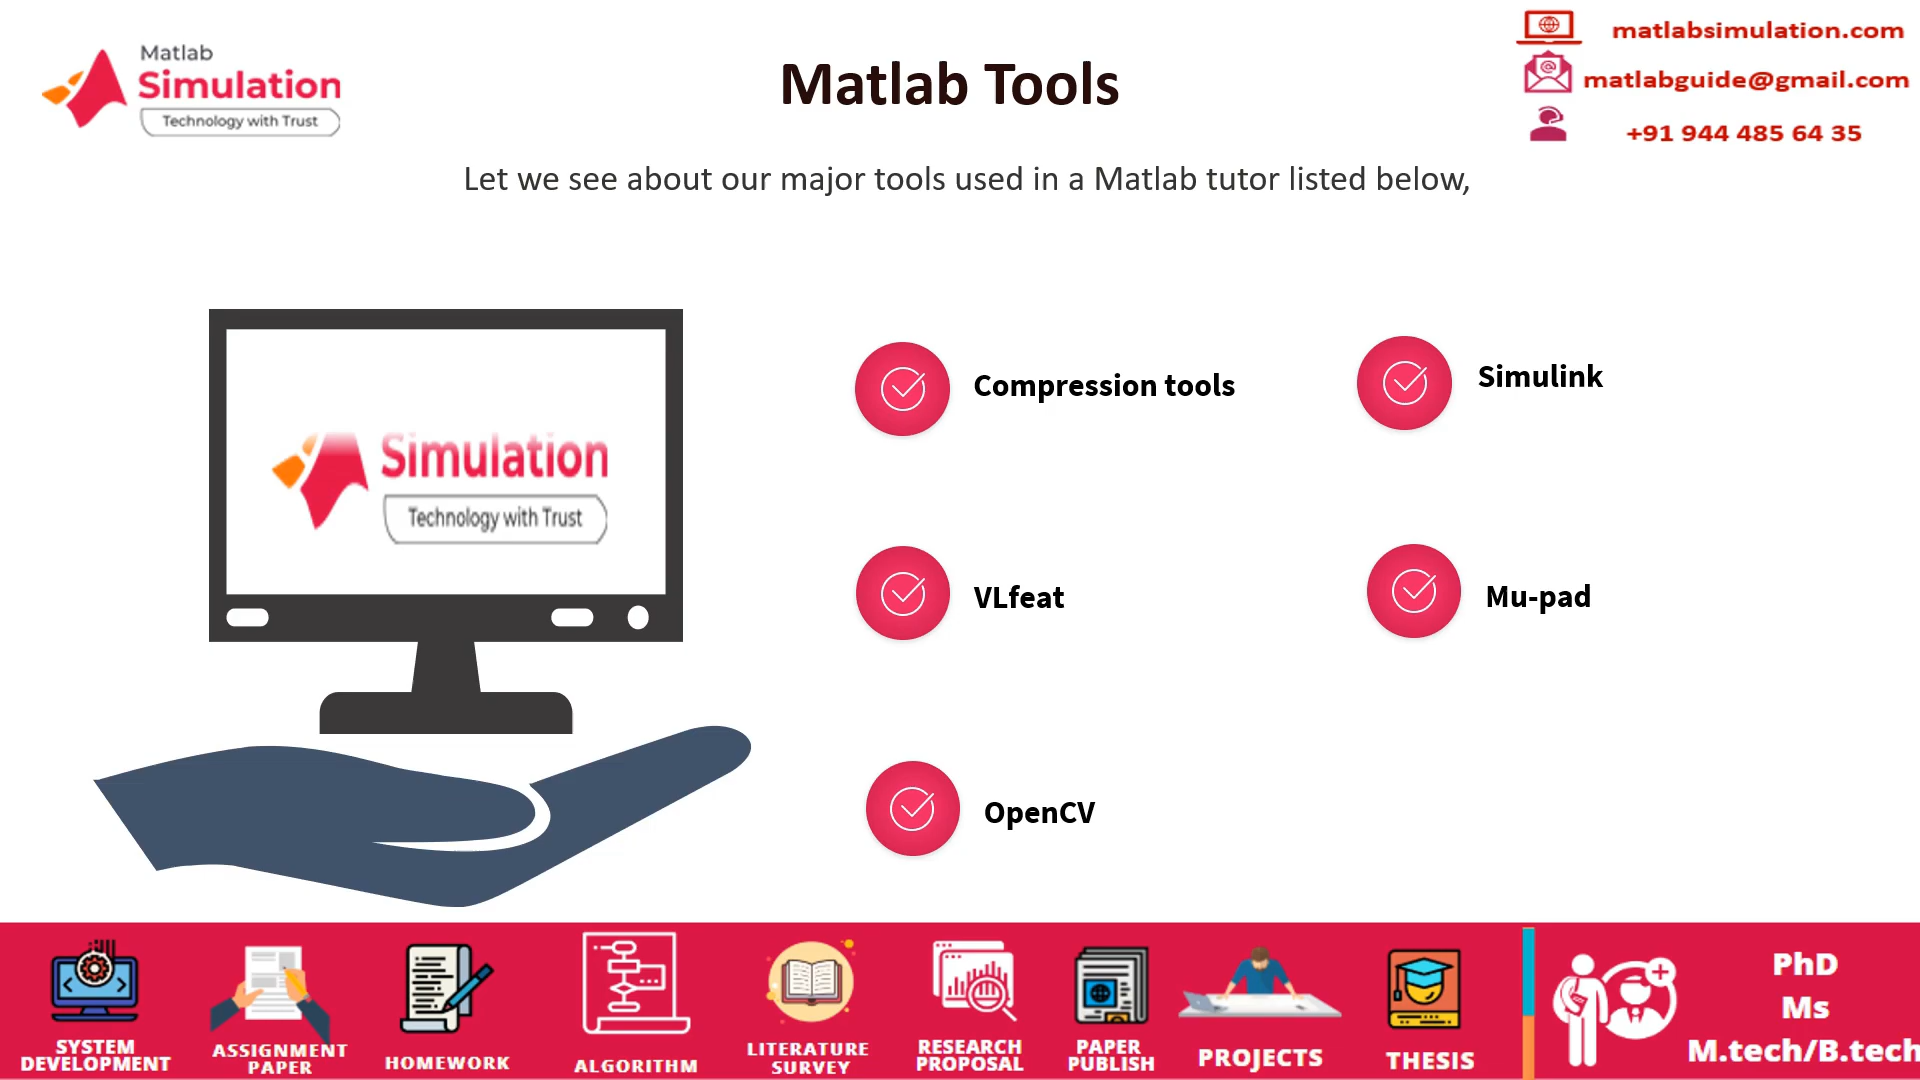 Matlab
Simulation
Technology with Trust
Matlab Tools
matlabsimulation.com
matlabguide@gmail.com
+91 944 485 64 35
Let we see about our major tools used in a Matlab tutor listed below,
Simulation
Technology with Trust
Compression tools
Simulink
VLfeat
Mu-pad
OpenCV
SYSTEM
DEVELOPMENT
ASSIGNMENT
PAPER
HOMEWORK
ALGORITHM
LITERATURE
SURVEY
RESEARCH
PROPOSAL
PAPER
PUBLISH
PROJECTS
THESIS
PhD
Ms
M.tech/B.tech